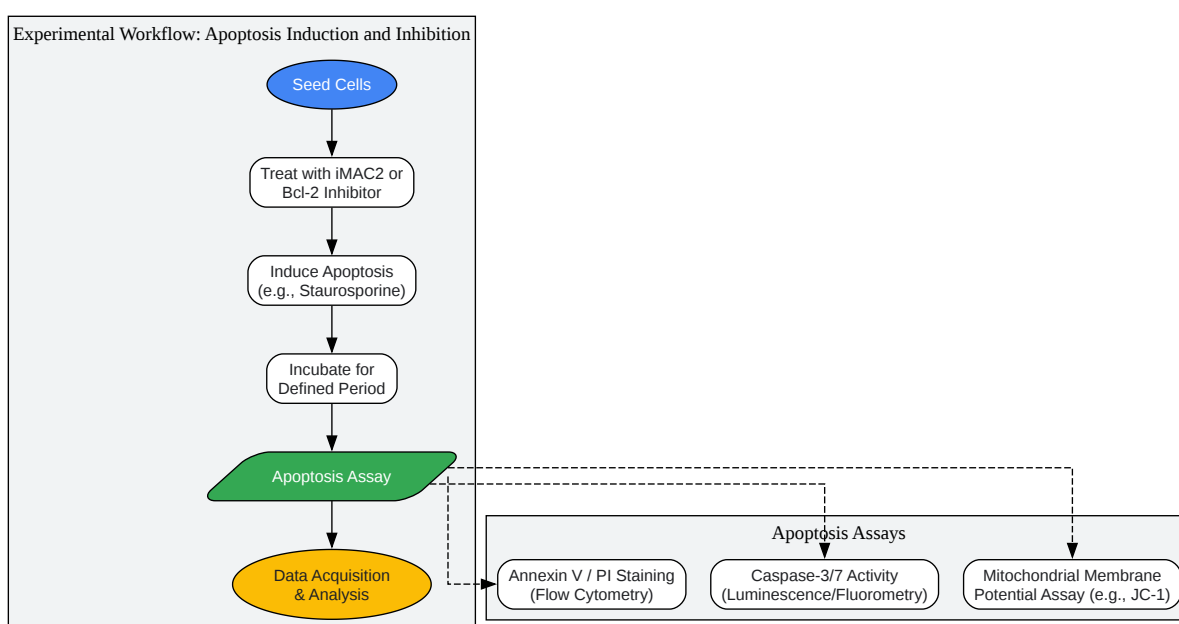 Experimental Workflow: Apoptosis Induction and Inhibition
Seed Cells
Treat with iMAC2 or
Bcl-2 Inhibitor
Induce Apoptosis
(e.g., Staurosporine)
Incubate for
Defined Period
Apoptosis Assay
Data Acquisition
& Analysis
Apoptosis Assays
Annexin V / PI Staining
(Flow Cytometry)
Caspase-3/7 Activity
(Luminescence/Fluorometry)
Mitochondrial Membrane
Potential Assay (e.g., JC-1)